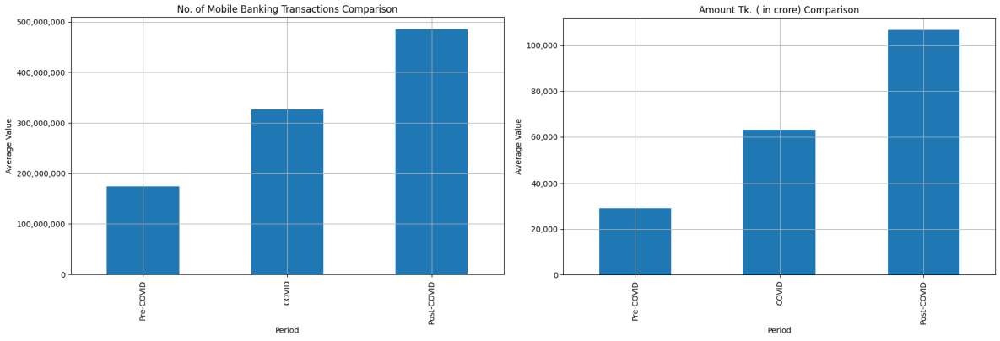 No. of Mobile Banking Transactions Comparison
500,000,000
400,000,000
300,000,000
200,000,000
100,000,000
0
Average Value
Pre-COVID
COVID
Post-COVID
Period
Amount Tk. ( in crore) Comparison
100,000
80,000
60,000
40,000
20,000
0
Average Value
Pre-COVID
COVID
Post-COVID
Period